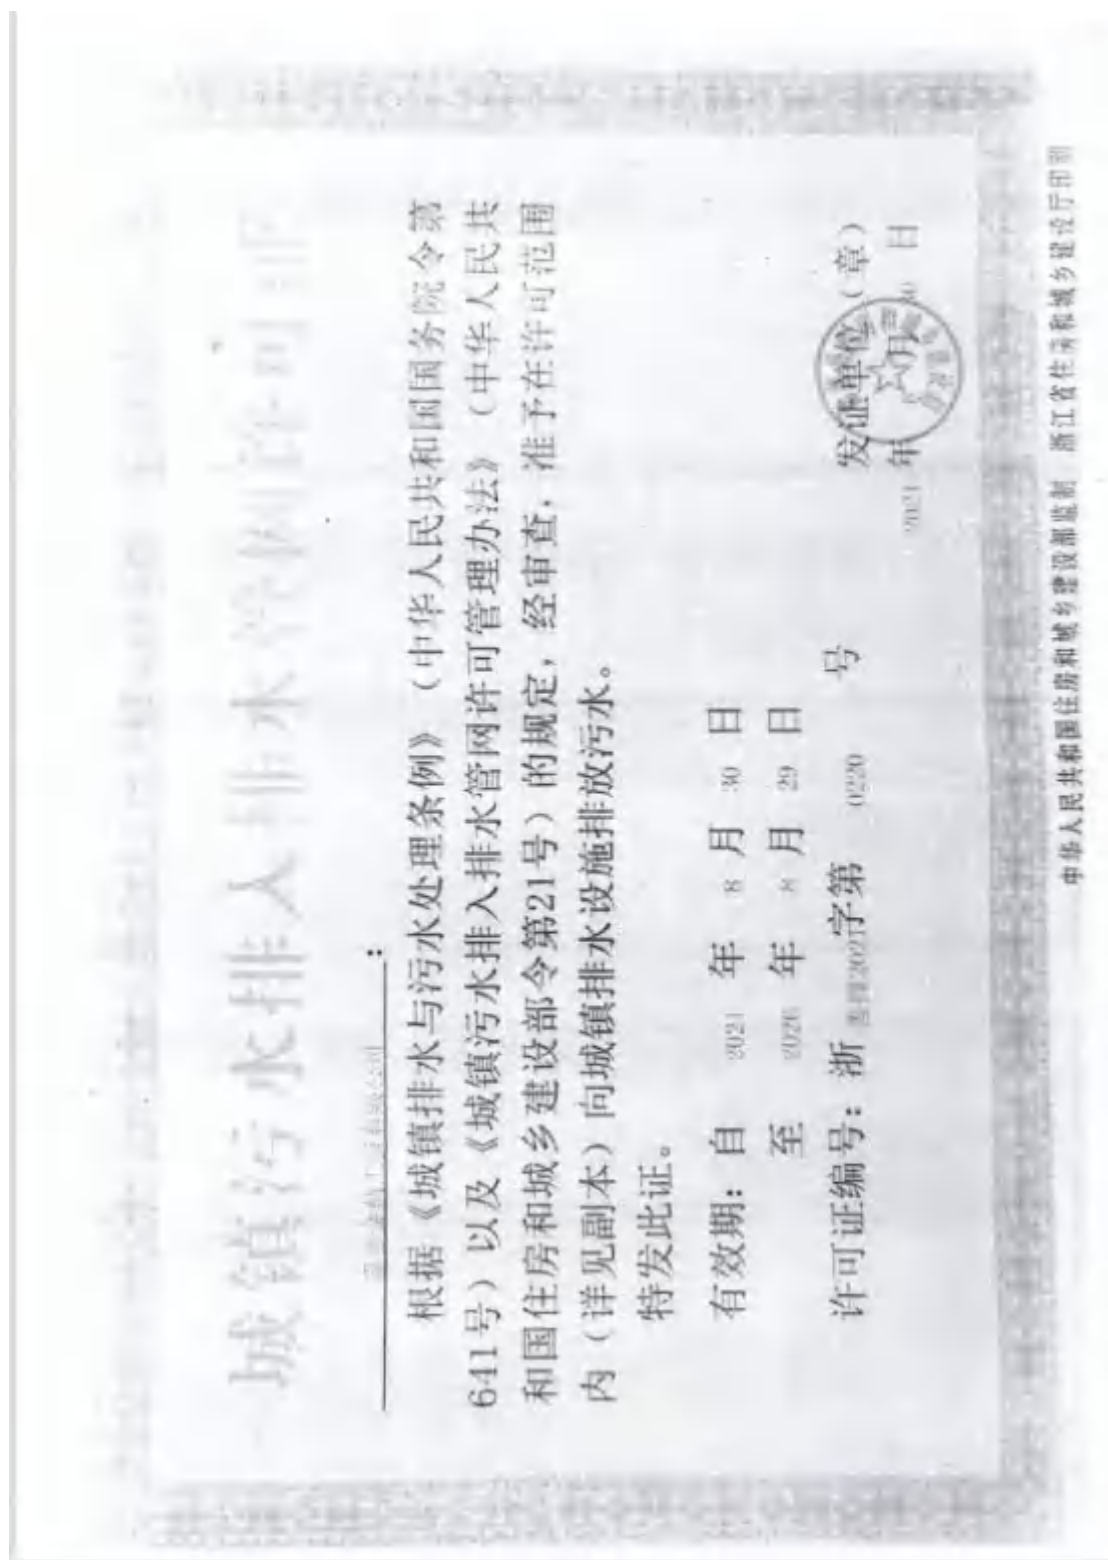 城镇污水排入排水管网许可证
：
根据《城镇排水与污水处理条例》（中华人民共和国国务院令第
641号）以及《城镇污水排入排水管网许可管理办法》（中华人民共
和国住房和城乡建设部令第21号）的规定，经审查，准予在许可范围
内（详见副本）向城镇排水设施排放污水。
特发此证。
有效期：自 2021 年 8 月 30 日
至 2026 年 8 月 29 日
许可证编号：浙 字第 0220 号
发证单位（章）
2021 年 月 30 日
中华人民共和国住房和城乡建设部监制 浙江省住房和城乡建设厅印制